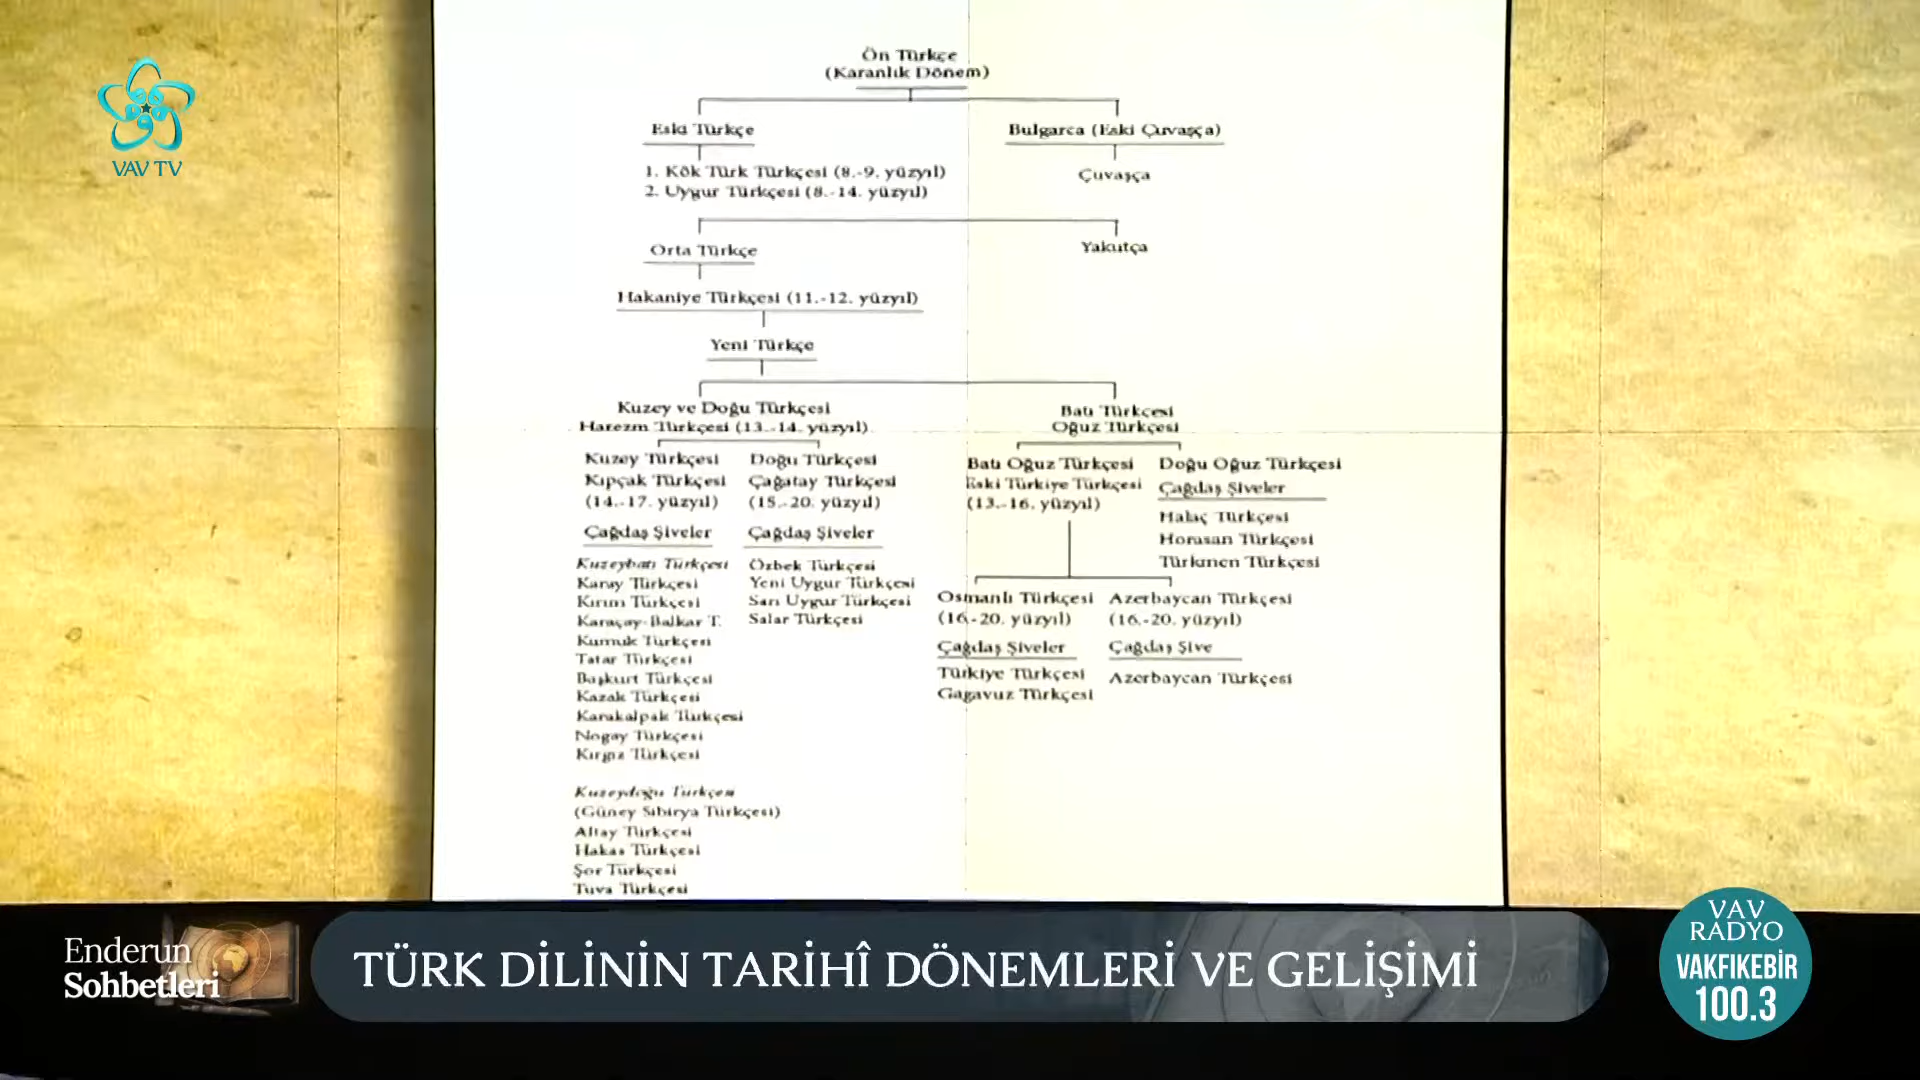 Ön Türkçe
(Karanlık Dönem)
Eski Türkçe
Bulgarca (Eski Çuvaşça)
1. Kök Türk Türkçesi (8.-9. yüzyıl)
2. Uygur Türkçesi (8.-14. yüzyıl)
Çuvaşça
Orta Türkçe
Yakutça
Hakaniye Türkçesi (11.-12. yüzyıl)
Yeni Türkçe
Kuzey ve Doğu Türkçesi
Harezm Türkçesi (13.-14. yüzyıl)
Kuzey Türkçesi
Kıpçak Türkçesi
(14.-17. yüzyıl)
Çağdaş Şiveler
Kuzeybatı Türkçesi
Karay Türkçesi
Kırım Türkçesi
Karaçay-Balkar T.
Kumuk Türkçesi
Tatar Türkçesi
Başkurt Türkçesi
Kazak Türkçesi
Karakalpak Türkçesi
Nogay Türkçesi
Kırgız Türkçesi
Kuzeydoğu Türkçesi
(Güney Sibirya Türkçesi)
Altay Türkçesi
Hakas Türkçesi
Şor Türkçesi
Tuva Türkçesi
Doğu Türkçesi
Çağatay Türkçesi
(15.-20. yüzyıl)
Çağdaş Şiveler
Özbek Türkçesi
Yeni Uygur Türkçesi
Sarı Uygur Türkçesi
Salar Türkçesi
Batı Türkçesi
Oğuz Türkçesi
Batı Oğuz Türkçesi
Eski Türkiye Türkçesi
(13.-16. yüzyıl)
Doğu Oğuz Türkçesi
Çağdaş Şiveler
Halaç Türkçesi
Horasan Türkçesi
Türkmen Türkçesi
Osmanlı Türkçesi
(16.-20. yüzyıl)
Çağdaş Şiveler
Türkiye Türkçesi
Gagavuz Türkçesi
Azerbaycan Türkçesi
(16.-20. yüzyıl)
Çağdaş Şive
Azerbaycan Türkçesi
VAV TV
Enderun
Sohbetleri
TÜRK DİLİNİN TARİHÎ DÖNEMLERİ VE GELİŞİMİ
VAV
RADYO
VAKFIKEBİR
100.3